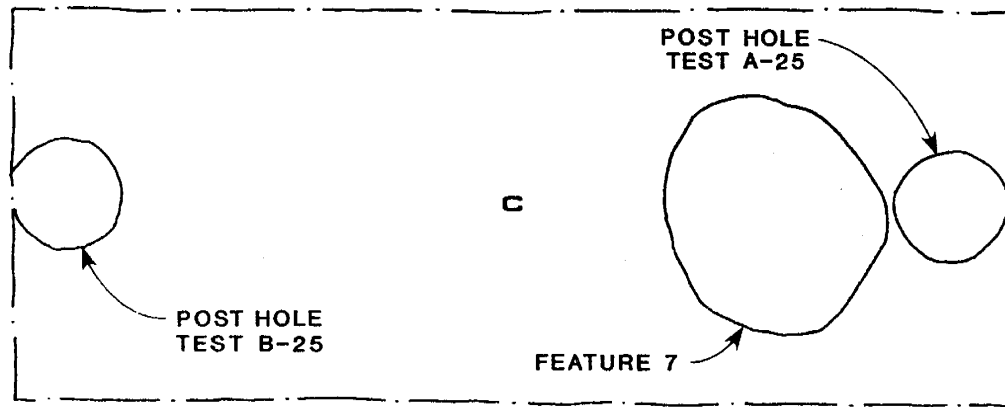 POST HOLE
TEST A-25
C
POST HOLE
TEST B-25
FEATURE 7